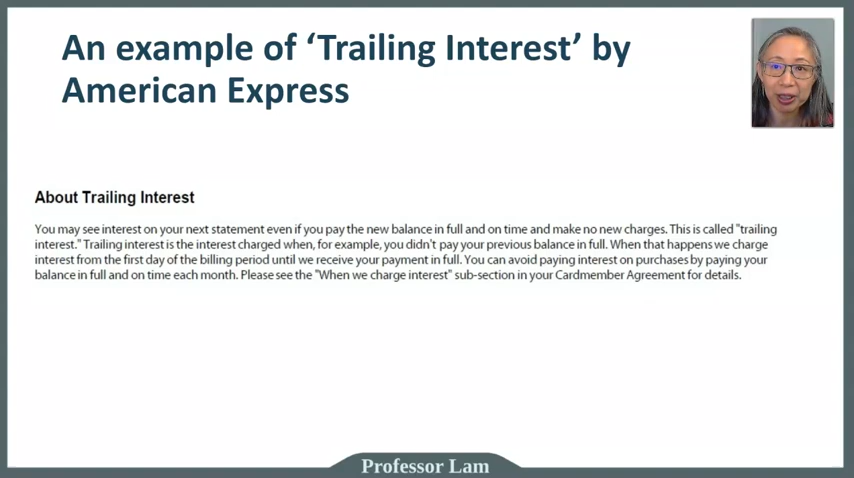 An example of ‘Trailing Interest’ by
American Express
About Trailing Interest
You may see interest on your next statement even if you pay the new balance in full and on time and make no new charges. This is called "trailing
interest." Trailing interest is the interest charged when, for example, you didn't pay your previous balance in full. When that happens we charge
interest from the first day of the billing period until we receive your payment in full. You can avoid paying interest on purchases by paying your
balance in full and on time each month. Please see the "When we charge interest" sub-section in your Cardmember Agreement for details.
Professor Lam